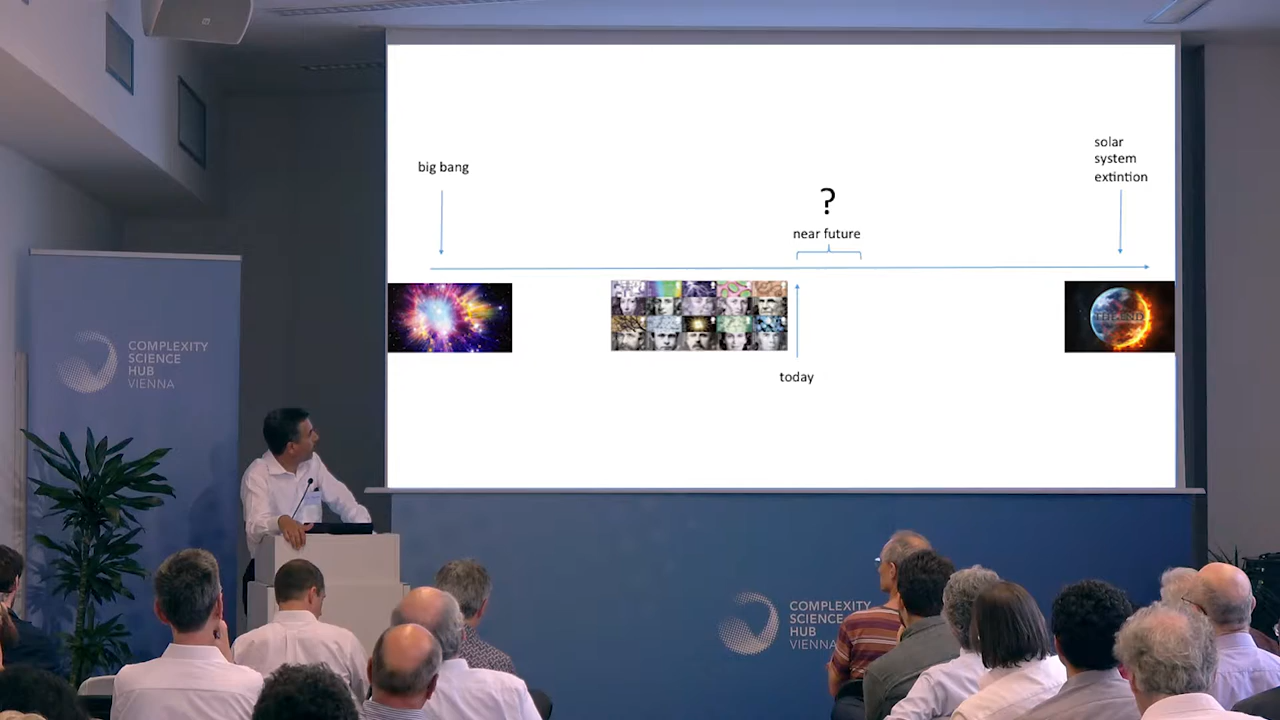 big bang
solar
system
extintion
?
near future
today
THE END
COMPLEXITY
SCIENCE
HUB
VIENNA
COMPLEXITY
SCIENCE
HUB
VIENNA